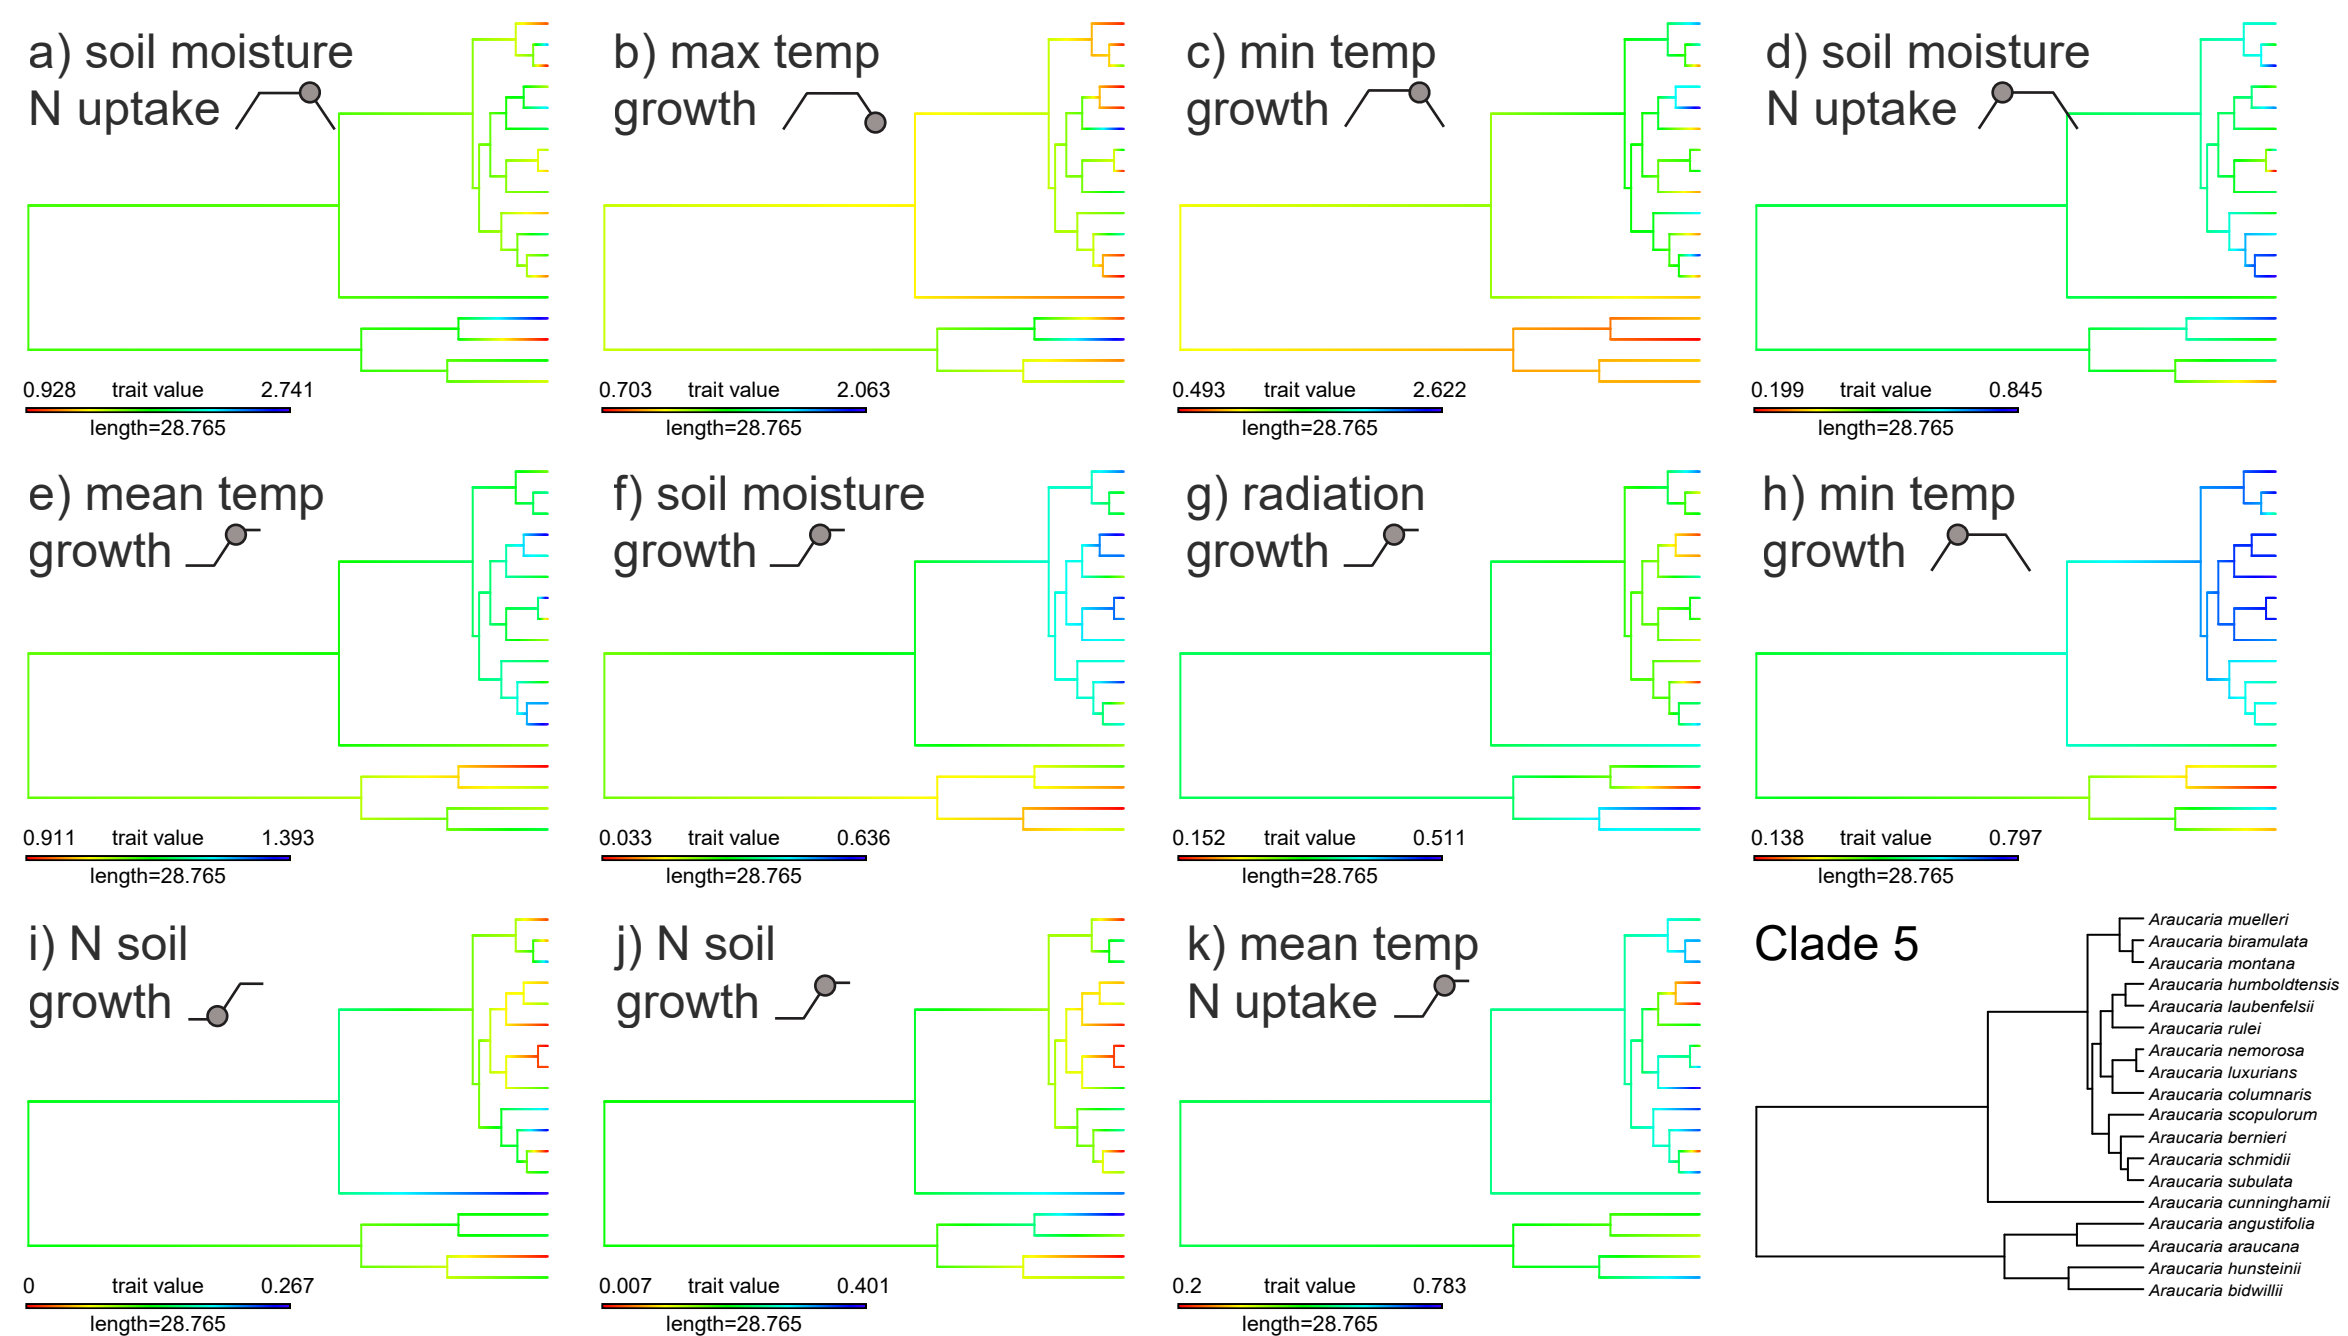 a) soil moisture
N uptake
0.928 trait value 2.741
length=28.765
b) max temp
growth
0.703 trait value 2.063
length=28.765
c) min temp
growth
0.493 trait value 2.622
length=28.765
d) soil moisture
N uptake
0.199 trait value 0.845
length=28.765
e) mean temp
growth
0.911 trait value 1.393
length=28.765
f) soil moisture
growth
0.033 trait value 0.636
length=28.765
g) radiation
growth
0.152 trait value 0.511
length=28.765
h) min temp
growth
0.138 trait value 0.797
length=28.765
i) N soil
growth
0 trait value 0.267
length=28.765
j) N soil
growth
0.007 trait value 0.401
length=28.765
k) mean temp
N uptake
0.2 trait value 0.783
length=28.765
Clade 5
Araucaria muelleri
Araucaria biramulata
Araucaria montana
Araucaria humboldtensis
Araucaria laubenfelsii
Araucaria rulei
Araucaria nemorosa
Araucaria luxurians
Araucaria columnaris
Araucaria scopulorum
Araucaria bernieri
Araucaria schmidii
Araucaria subulata
Araucaria cunninghamii
Araucaria angustifolia
Araucaria araucana
Araucaria hunsteinii
Araucaria bidwillii